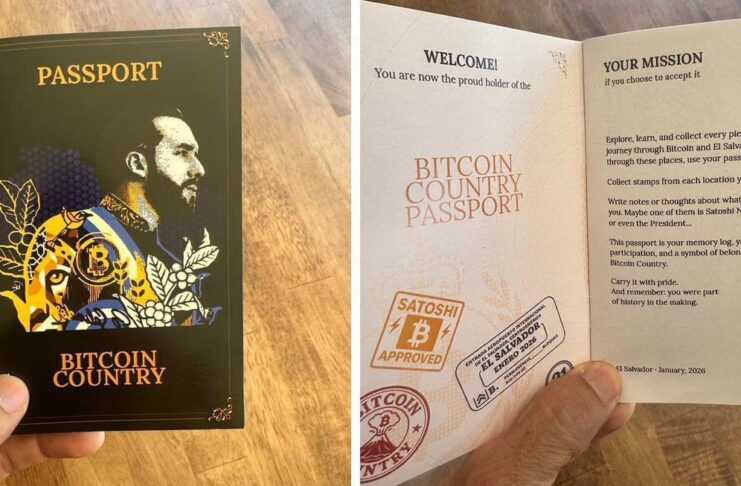 PASSPORT
BITCOIN
COUNTRY
WELCOME!
You are now the proud holder of the
BITCOIN
COUNTRY
PASSPORT
SATOSHI
APPROVED
ENTRADA AEROPUERTO INTERNACIONAL
EL SALVADOR
ENERO 2026
B.
BITCOIN
NTRY
21
YOUR MISSION
if you choose to accept it
Explore, learn, and collect every
journey through Bitcoin and El
through these places, use your
Collect stamps from each location
Write notes or thoughts about
you. Maybe one of them is Satoshi
or even the President...
This passport is your memory log,
participation, and a symbol of
Bitcoin Country.
Carry it with pride.
And remember: you were part
of history in the making.
El Salvador - January, 2026